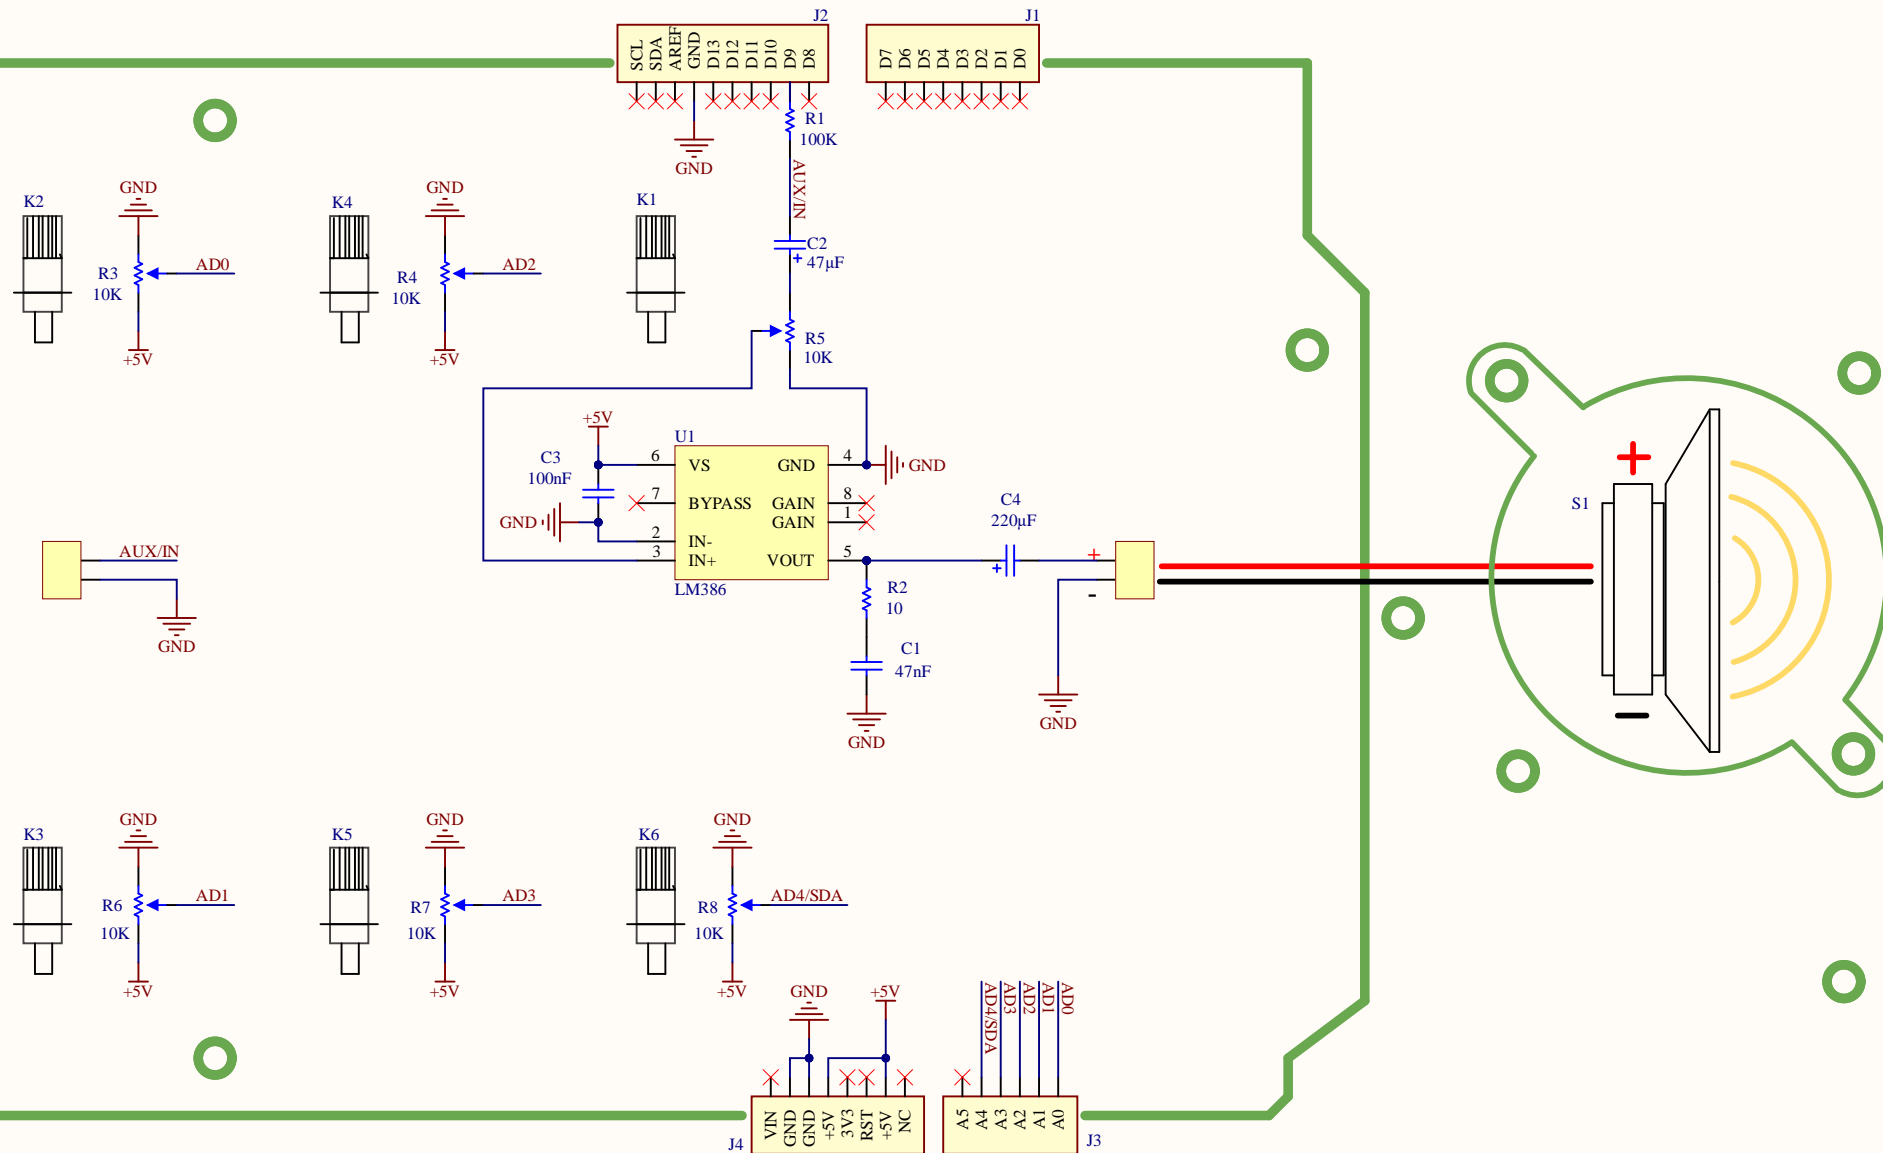 J2
J1
SCL
SDA
AREF
GND
D13
D12
D11
D10
D9
D8
D7
D6
D5
D4
D3
D2
D1
D0
R1
100K
GND
AUX/IN
K2
GND
K4
GND
K1
C2
+
47µF
R3
10K
AD0
R4
10K
AD2
+5V
+5V
R5
10K
+5V
U1
C3
100nF
6
VS
GND
4
GND
7
BYPASS
GAIN
8
GND
GAIN
1
2
IN-
3
IN+
VOUT
5
LM386
C4
220µF
+
+
-
S1
+
AUX/IN
GND
R2
10
C1
47nF
GND
GND
K3
GND
K5
GND
K6
GND
R6
10K
AD1
R7
10K
AD3
R8
10K
AD4/SDA
+5V
+5V
+5V
GND
+5V
AD4/SDA
AD3
AD2
AD1
AD0
J4
VIN
GND
GND
+5V
3V3
RST
+5V
NC
A5
A4
A3
A2
A1
A0
J3